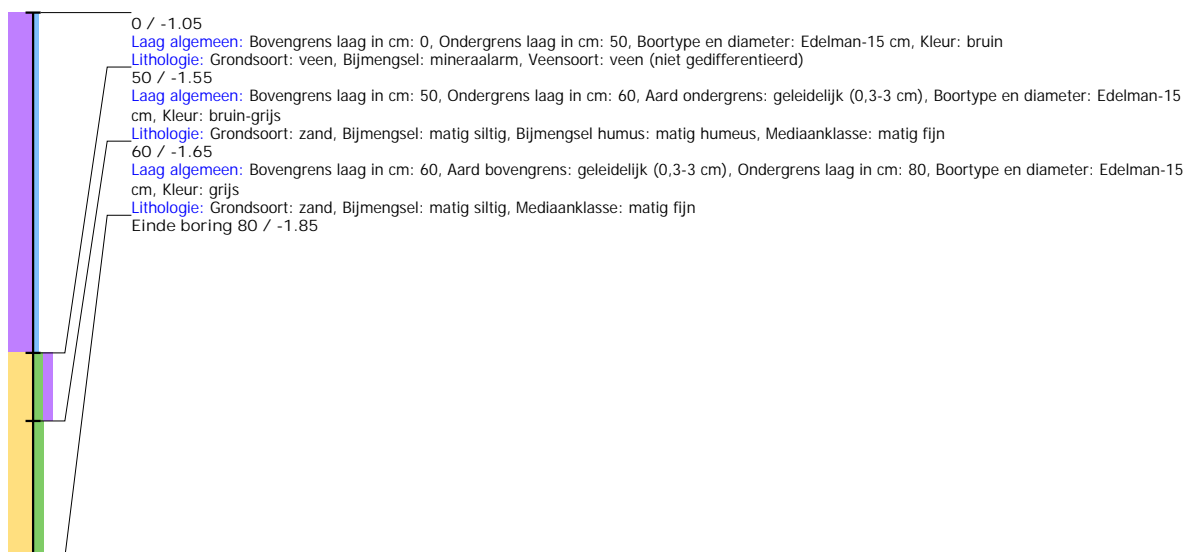 0 / -1.05
Laag algemeen: Bovengrens laag in cm: 0, Ondergrens laag in cm: 50, Boortype en diameter: Edelman-15 cm, Kleur: bruin
Lithologie: Grondsoort: veen, Bijmengsel: mineraalarm, Veensoort: veen (niet gedifferentieerd)
50 / -1.55
Laag algemeen: Bovengrens laag in cm: 50, Ondergrens laag in cm: 60, Aard ondergrens: geleidelijk (0,3-3 cm), Boortype en diameter: Edelman-15
cm, Kleur: bruin-grijs
Lithologie: Grondsoort: zand, Bijmengsel: matig siltig, Bijmengsel humus: matig humeus, Mediaanklasse: matig fijn
60 / -1.65
Laag algemeen: Bovengrens laag in cm: 60, Aard bovengrens: geleidelijk (0,3-3 cm), Ondergrens laag in cm: 80, Boortype en diameter: Edelman-15
cm, Kleur: grijs
Lithologie: Grondsoort: zand, Bijmengsel: matig siltig, Mediaanklasse: matig fijn
Einde boring 80 / -1.85